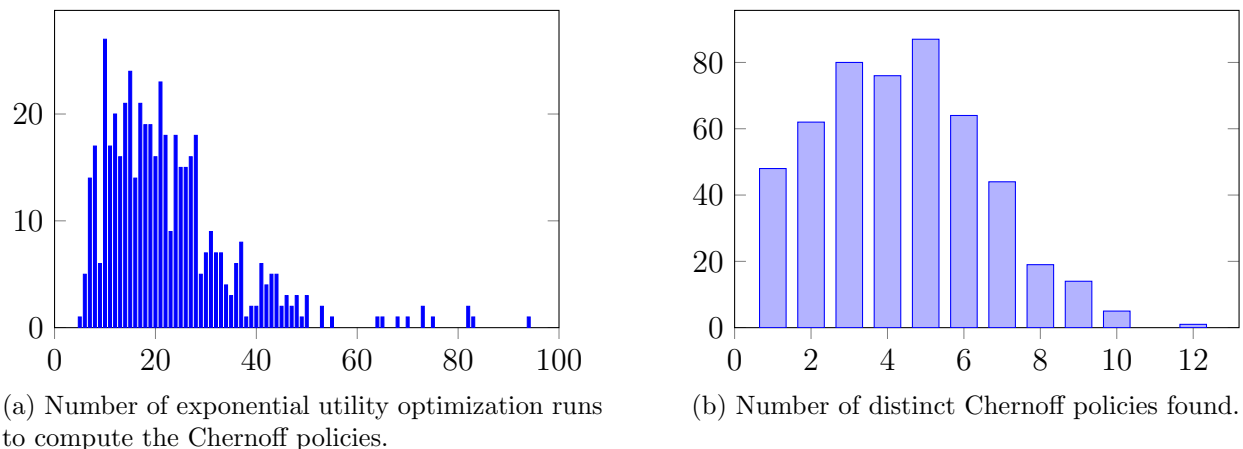 20
10
0
0 20 40 60 80 100
(a) Number of exponential utility optimization runs
to compute the Chernoff policies.
80
60
40
20
0
0 2 4 6 8 10 12
(b) Number of distinct Chernoff policies found.